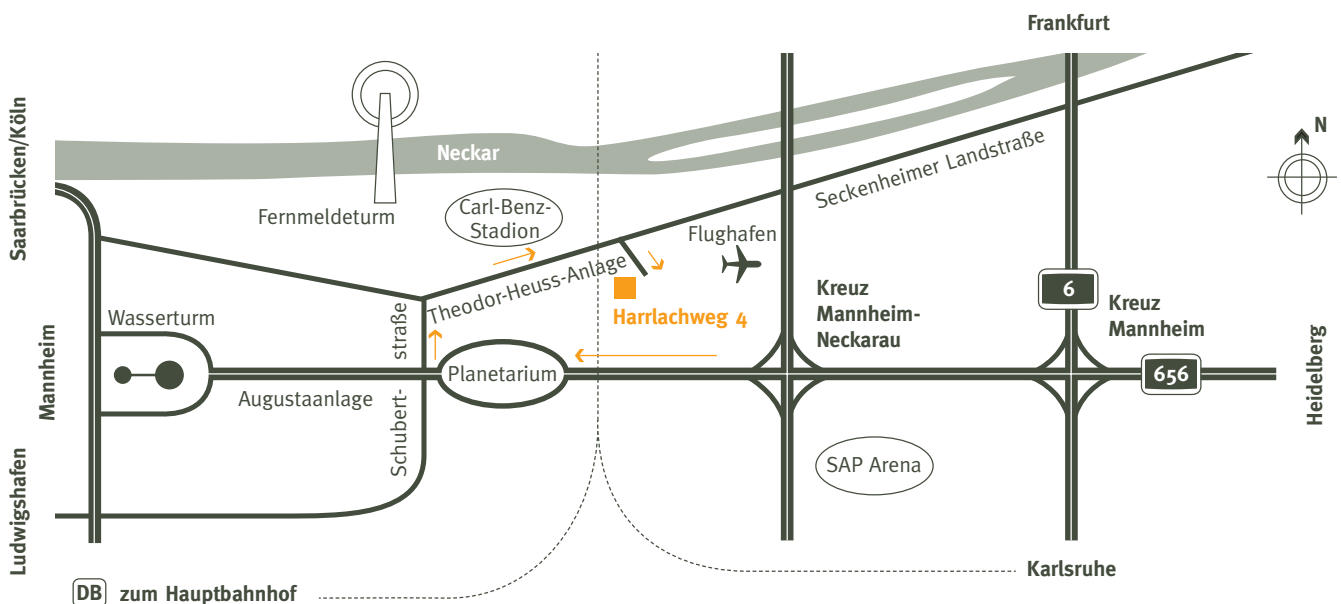 Frankfurt
Saarbrücken/Köln
N
Neckar
Seckenheimer Landstraße
Fernmeldeturm
Carl-Benz-
Stadion
Flughafen
Theodor-Heuss-Anlage
Harrlachweg 4
Kreuz
Mannheim-
Neckarau
6
Kreuz
Mannheim
656
Wasserturm
Schubert-
straße
Planetarium
Augustaanlage
Mannheim
Heidelberg
SAP Arena
Ludwigshafen
Karlsruhe
DB zum Hauptbahnhof